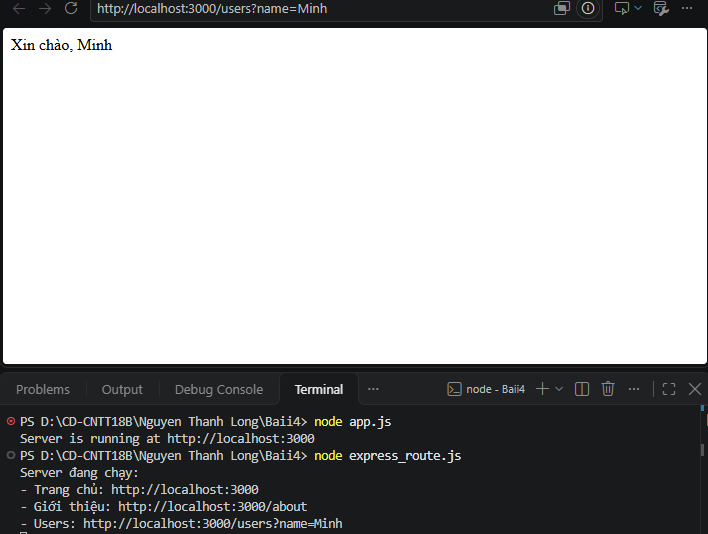 http://localhost:3000/users?name=Minh
Xin chào, Minh
Problems Output Debug Console Terminal ··· node - Baii4
PS D:\CD-CNTT18B\Nguyen Thanh Long\Baii4> node app.js
Server is running at http://localhost:3000
PS D:\CD-CNTT18B\Nguyen Thanh Long\Baii4> node express_route.js
Server đang chạy:
- Trang chủ: http://localhost:3000
- Giới thiệu: http://localhost:3000/about
- Users: http://localhost:3000/users?name=Minh